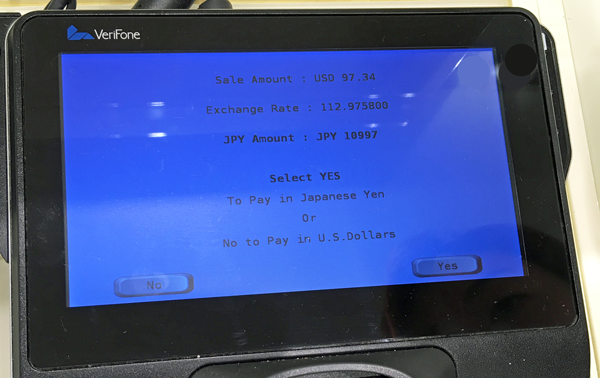 VeriFone
Sale Amount : USD 97.34
Exchange Rate : 112.975800
JPY Amount : JPY 10997
Select YES
To Pay in Japanese Yen
Or
No to Pay in U.S.Dollars
No
Yes